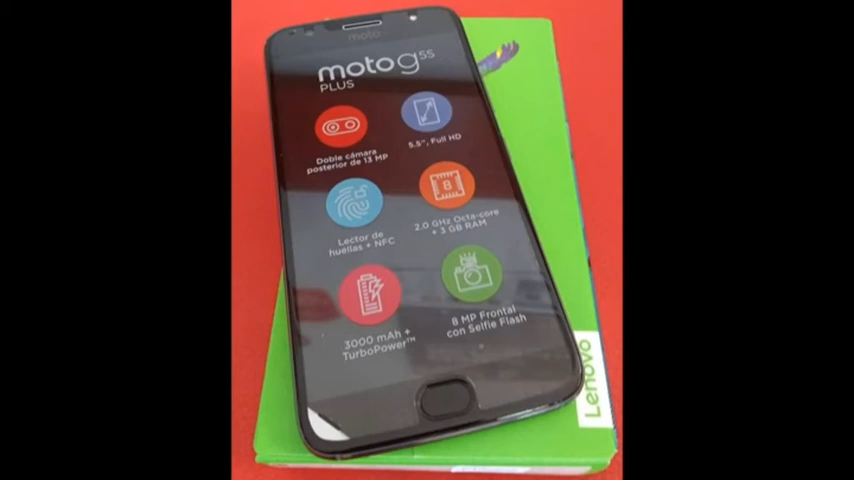 moto
moto g5S
PLUS
Doble cámara
posterior de 13 MP
5.5", Full HD
8
Lector de
huellas + NFC
2.0 GHz Octa-core
+ 3 GB RAM
3000 mAh +
TurboPower™
8 MP Frontal
con Selfie Flash
Lenovo